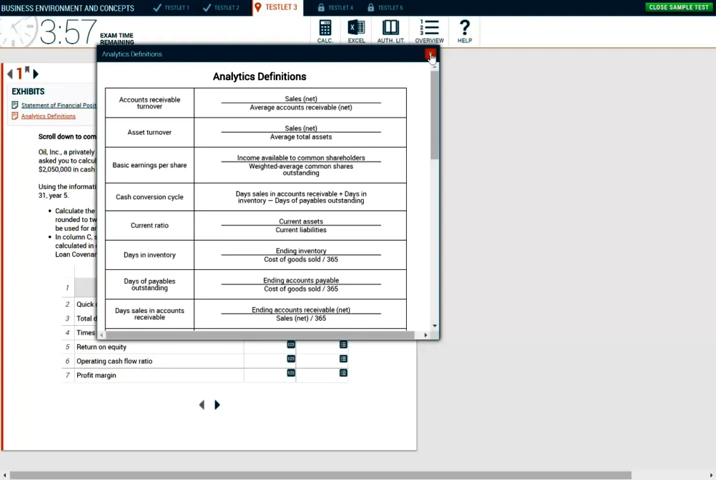 BUSINESS ENVIRONMENT AND CONCEPTS
TESTLET 1
TESTLET 2
TESTLET 3
TESTLET 4
TESTLET 5
CLOSE SAMPLE TEST
3:57
EXAM TIME
REMAINING
CALC.
EXCEL
AUTH. LIT.
OVERVIEW
HELP
1
EXHIBITS
Statement of Financial Posit
Analytics Definitions
Scroll down to com
Oil, Inc., a privately
asked you to calcul
$2,050,000 in cash
Using the informati
31, year 5.
• Calculate the
rounded to tw
be used for a
• In column C, s
calculated in
Loan Covena
1
2 Quick
3 Total d
4 Times
5 Return on equity
6 Operating cash flow ratio
7 Profit margin
Analytics Definitions
Analytics Definitions
Accounts receivable
turnover
Sales (net)
Average accounts receivable (net)
Asset turnover
Sales (net)
Average total assets
Basic earnings per share
Income available to common shareholders
Weighted-average common shares
outstanding
Cash conversion cycle
Days sales in accounts receivable + Days in
inventory − Days of payables outstanding
Current ratio
Current assets
Current liabilities
Days in inventory
Ending inventory
Cost of goods sold / 365
Days of payables
outstanding
Ending accounts payable
Cost of goods sold / 365
Days sales in accounts
receivable
Ending accounts receivable (net)
Sales (net) / 365